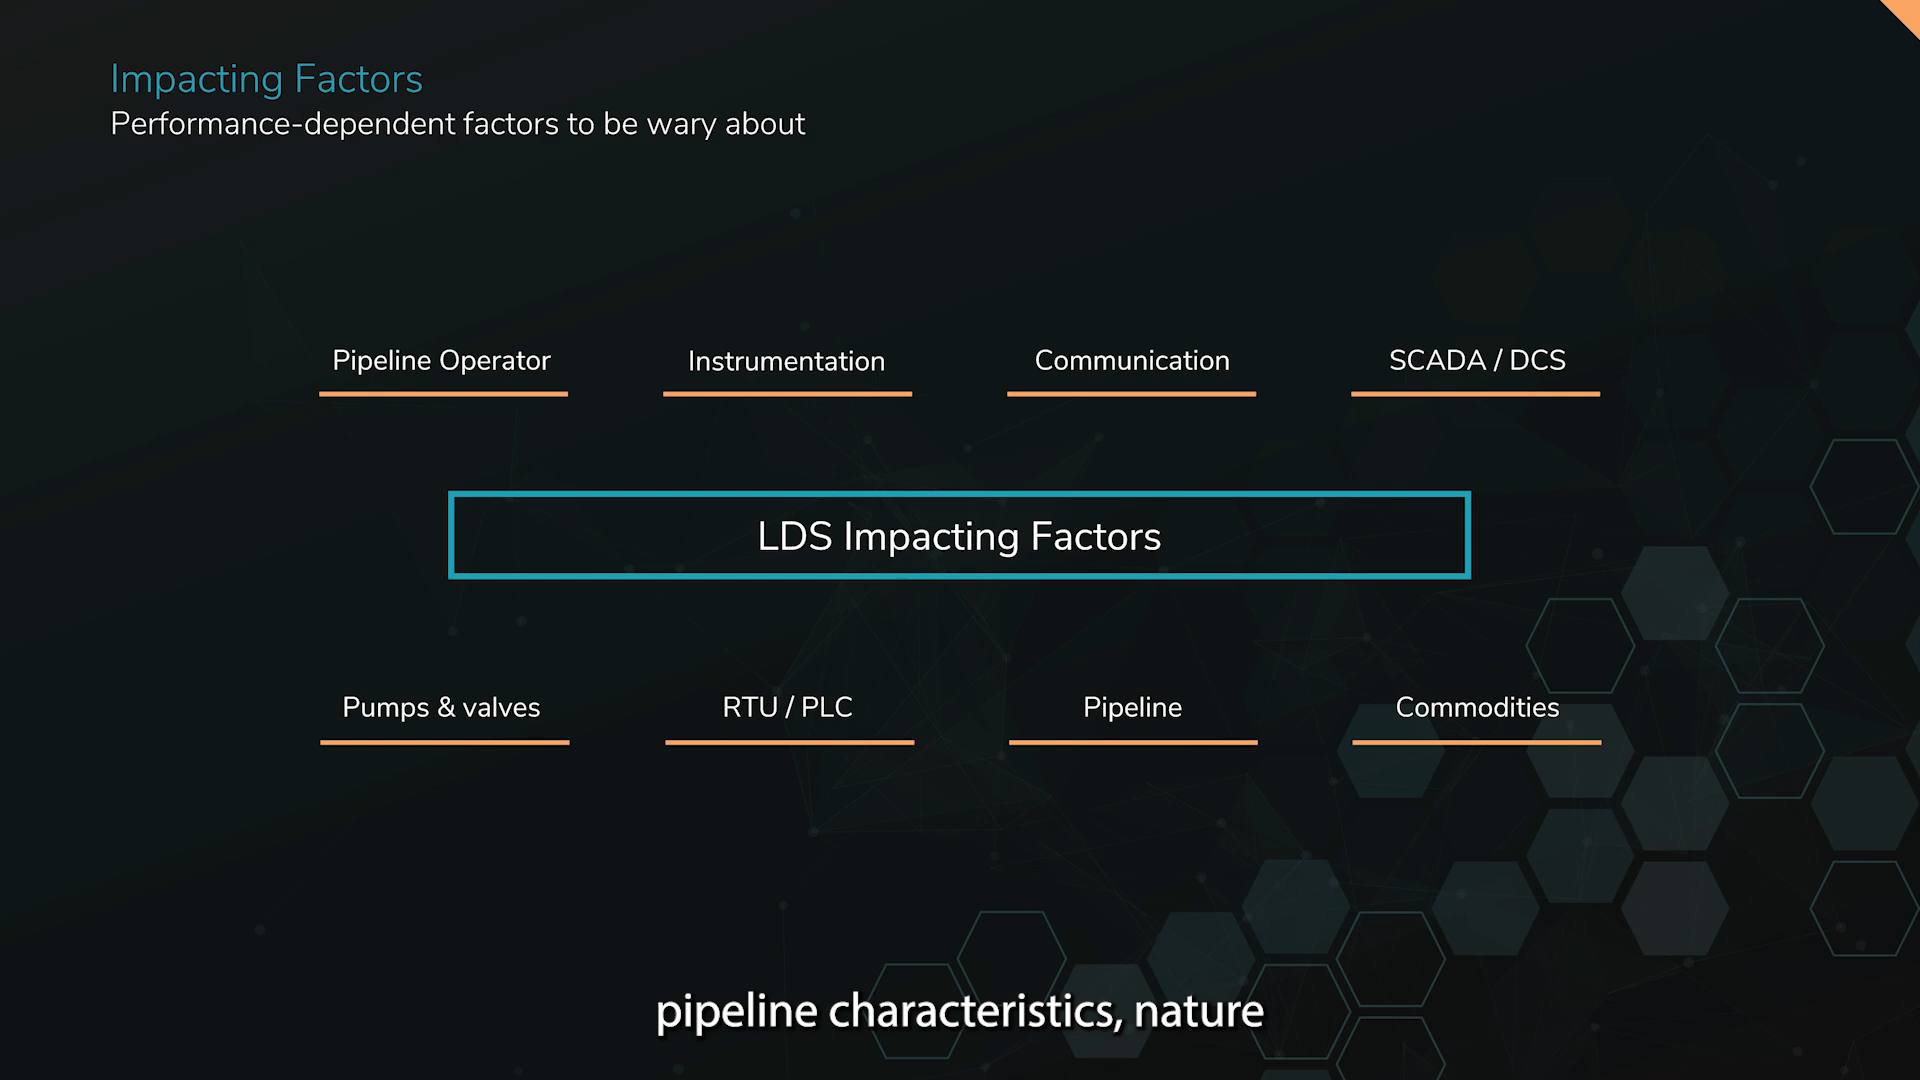 Impacting Factors
Performance-dependent factors to be wary about
Pipeline Operator
Instrumentation
Communication
SCADA / DCS
LDS Impacting Factors
Pumps & valves
RTU / PLC
Pipeline
Commodities
pipeline characteristics, nature